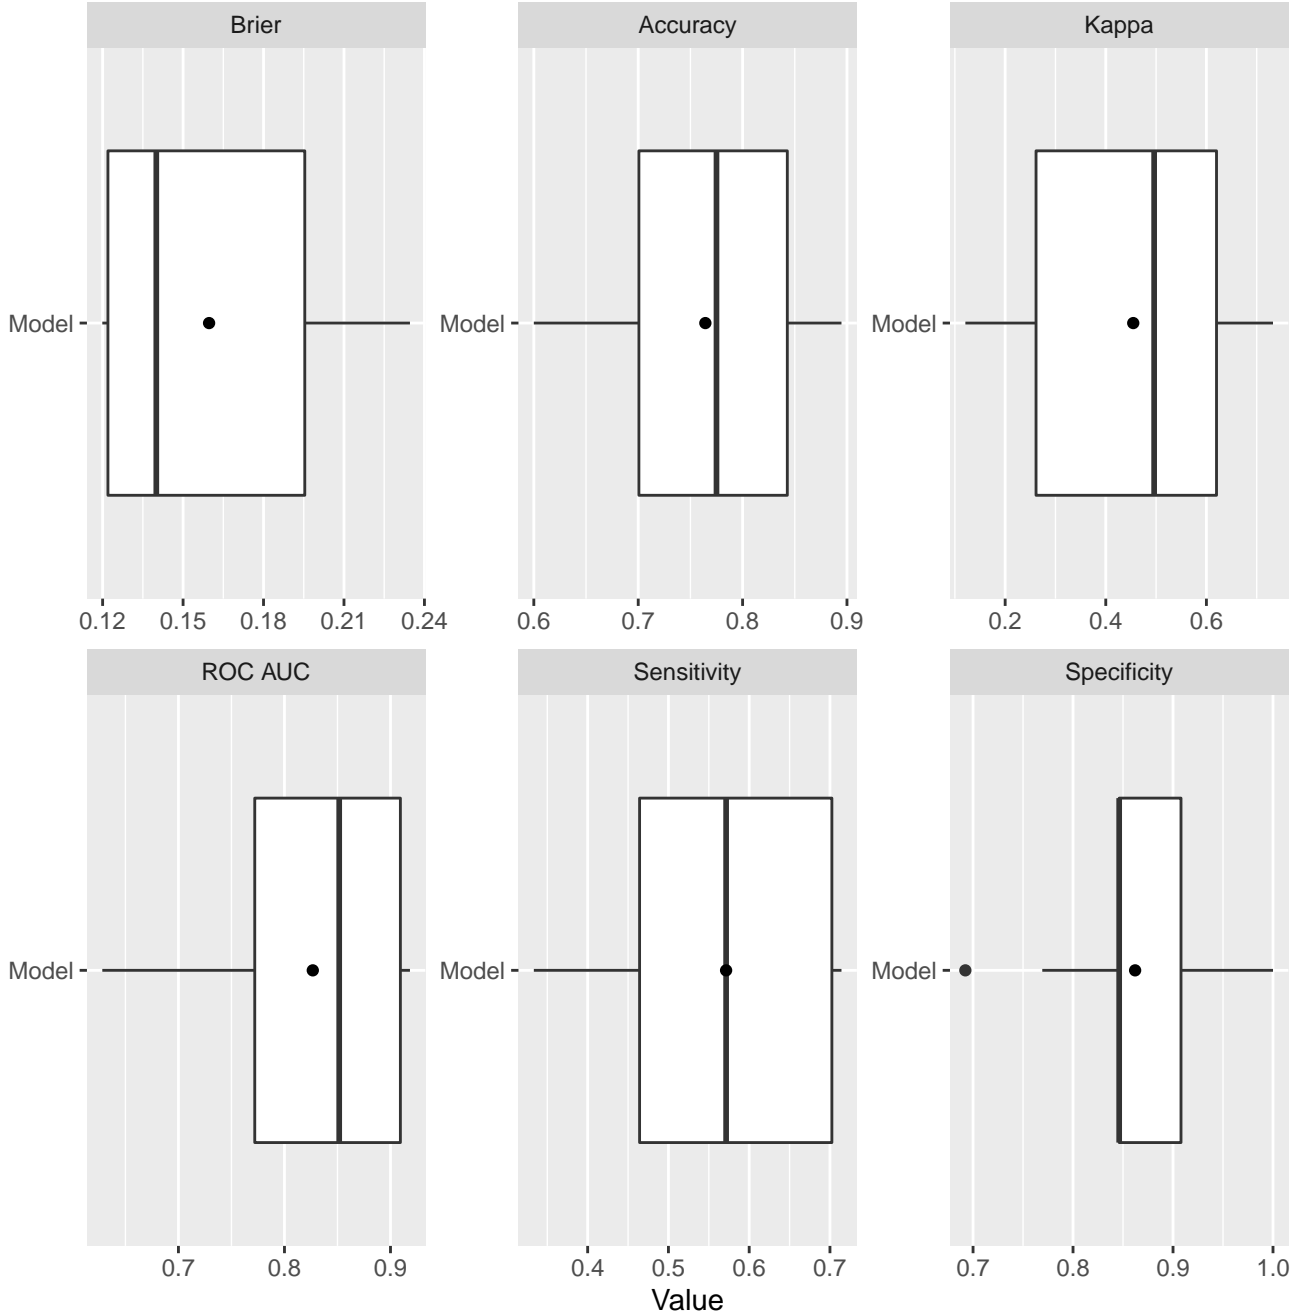 Brier Accuracy Kappa
Model Model Model
0.12 0.15 0.18 0.21 0.24 0.6 0.7 0.8 0.9 0.2 0.4 0.6
ROC AUC Sensitivity Specificity
Model Model Model
0.7 0.8 0.9 0.4 0.5 0.6 0.7 0.7 0.8 0.9 1.0
Value